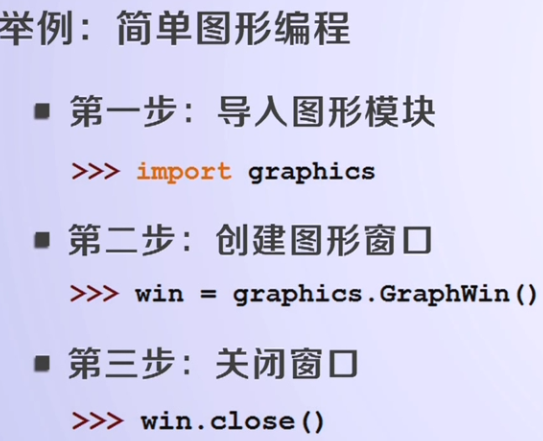 举例：简单图形编程
第一步：导入图形模块
>>> import graphics
第二步：创建图形窗口
>>> win = graphics.GraphWin()
第三步：关闭窗口
>>> win.close()